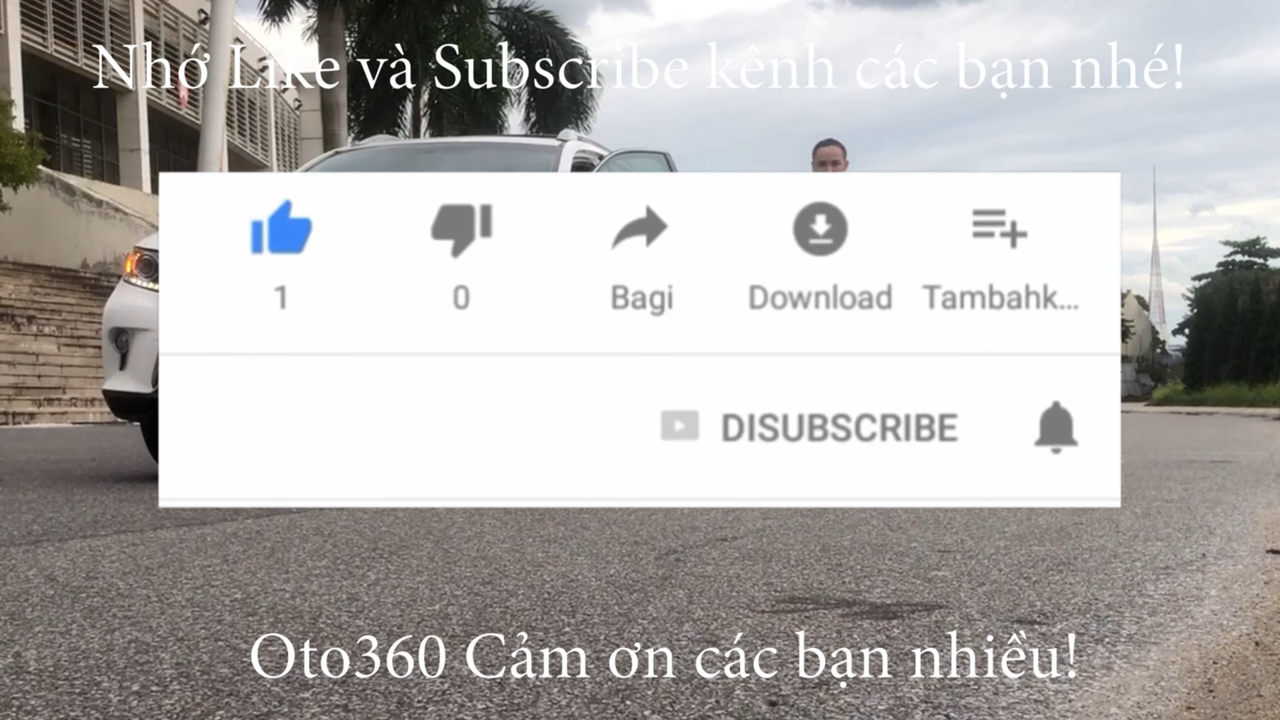 Nhớ Like và Subscribe kênh các bạn nhé!
1 0 Bagi Download Tambahk...
DISUBSCRIBE
Oto360 Cảm ơn các bạn nhiều!